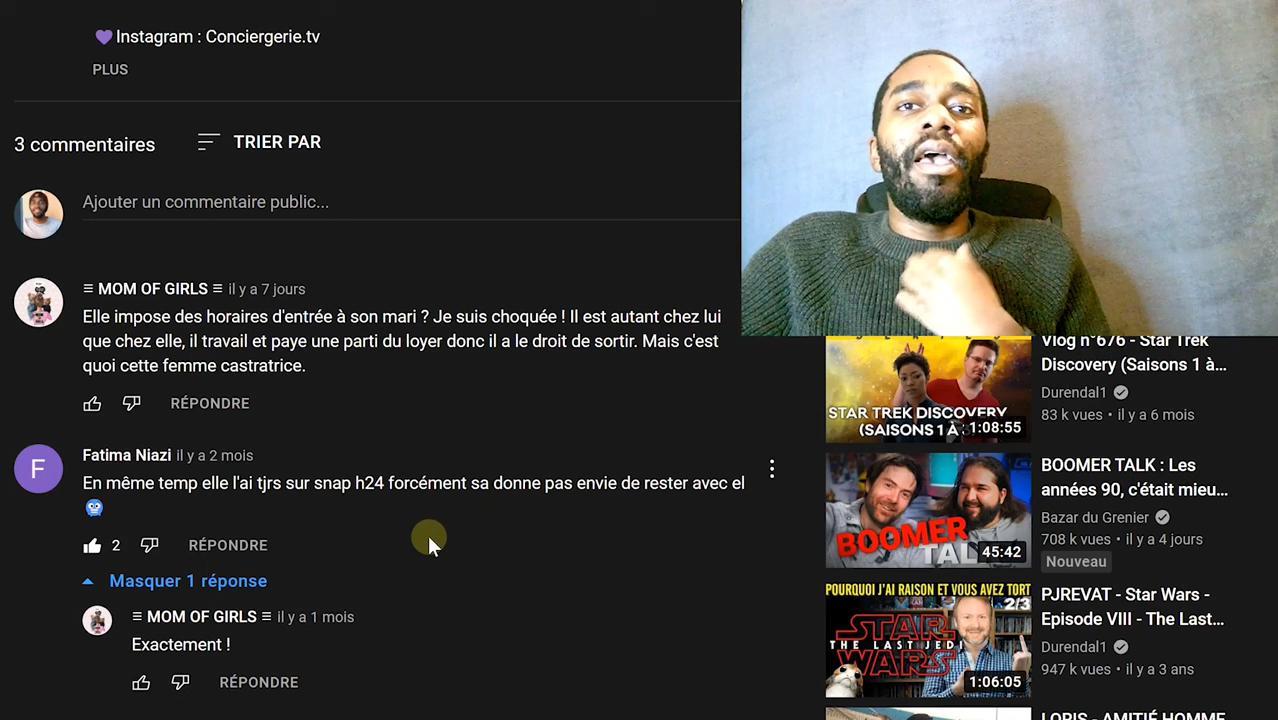 💜 Instagram : Conciergerie.tv
PLUS
3 commentaires
TRIER PAR
Ajouter un commentaire public...
≡ MOM OF GIRLS ≡ il y a 7 jours
Elle impose des horaires d'entrée à son mari ? Je suis choquée ! Il est autant chez lui
que chez elle, il travail et paye une parti du loyer donc il a le droit de sortir. Mais c'est
quoi cette femme castratrice.
RÉPONDRE
F
Fatima Niazi il y a 2 mois
En même temp elle l'ai tjrs sur snap h24 forcément sa donne pas envie de rester avec el
2
RÉPONDRE
Masquer 1 réponse
≡ MOM OF GIRLS ≡ il y a 1 mois
Exactement !
RÉPONDRE
STAR TREK DISCOVERY
(SAISONS 1 À
1:08:55
Vlog n°676 - Star Trek
Discovery (Saisons 1 à...
Durendal1
83 k vues • il y a 6 mois
BOOMER
TALK
45:42
BOOMER TALK : Les
années 90, c'était mieu...
Bazar du Grenier
708 k vues • il y a 4 jours
Nouveau
POURQUOI J'AI RAISON ET VOUS AVEZ TORT
2/3
STAR
THE LAST JEDI
WARS
1:06:05
PJREVAT - Star Wars -
Episode VIII - The Last...
Durendal1
947 k vues • il y a 3 ans
LORIS - AMITIÉ HOMME